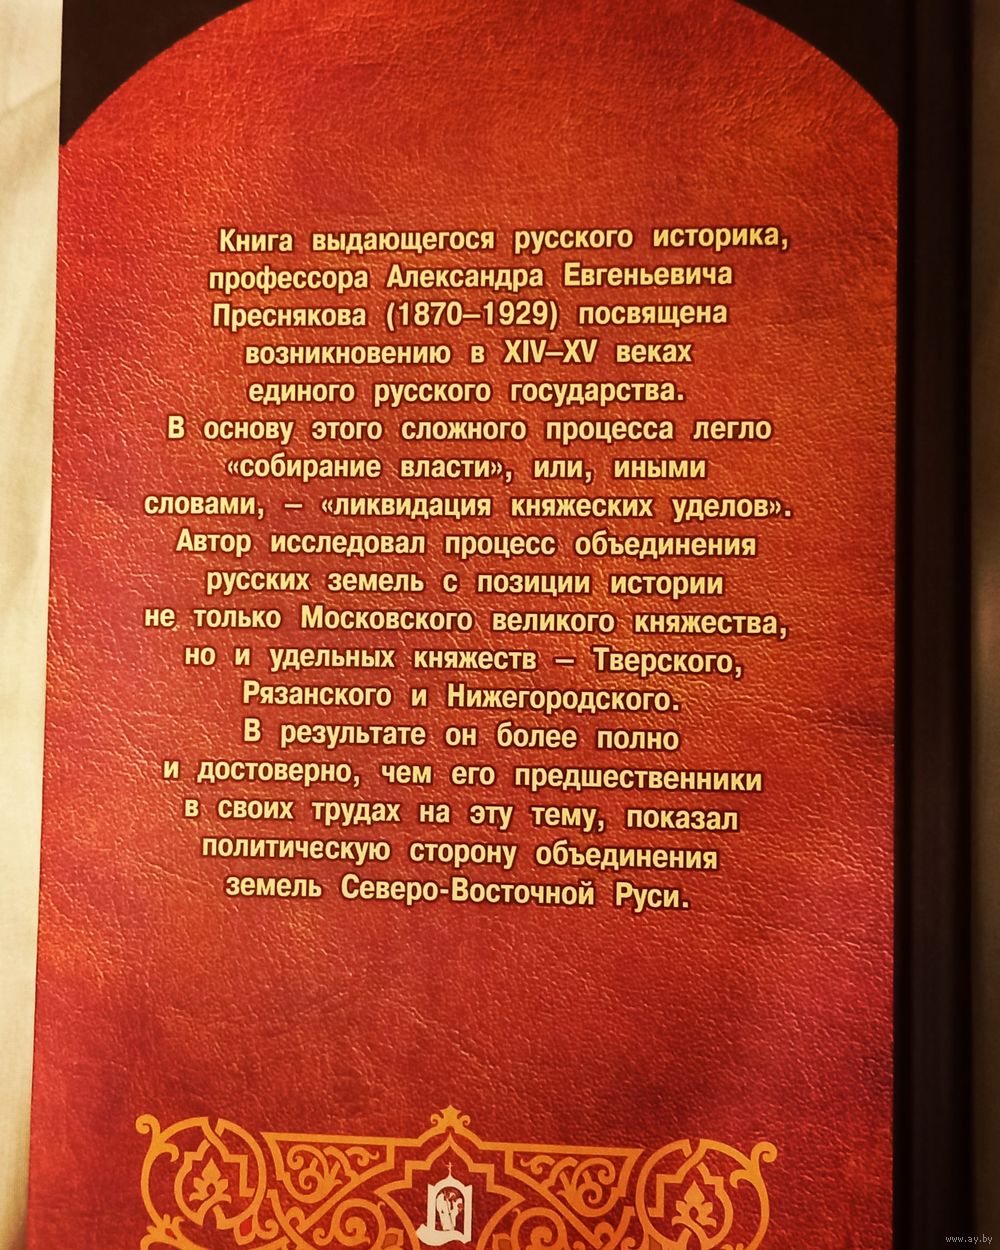 Книга выдающегося русского историка,
профессора Александра Евгеньевича
Преснякова (1870–1929) посвящена
возникновению в XIV–XV веках
единого русского государства.
В основу этого сложного процесса легло
«собирание власти», или, иными
словами, – «ликвидация княжеских уделов».
Автор исследовал процесс объединения
русских земель с позиции истории
не только Московского великого княжества,
но и удельных княжеств – Тверского,
Рязанского и Нижегородского.
В результате он более полно
и достоверно, чем его предшественники
в своих трудах на эту тему, показал
политическую сторону объединения
земель Северо-Восточной Руси.
www.ay.by